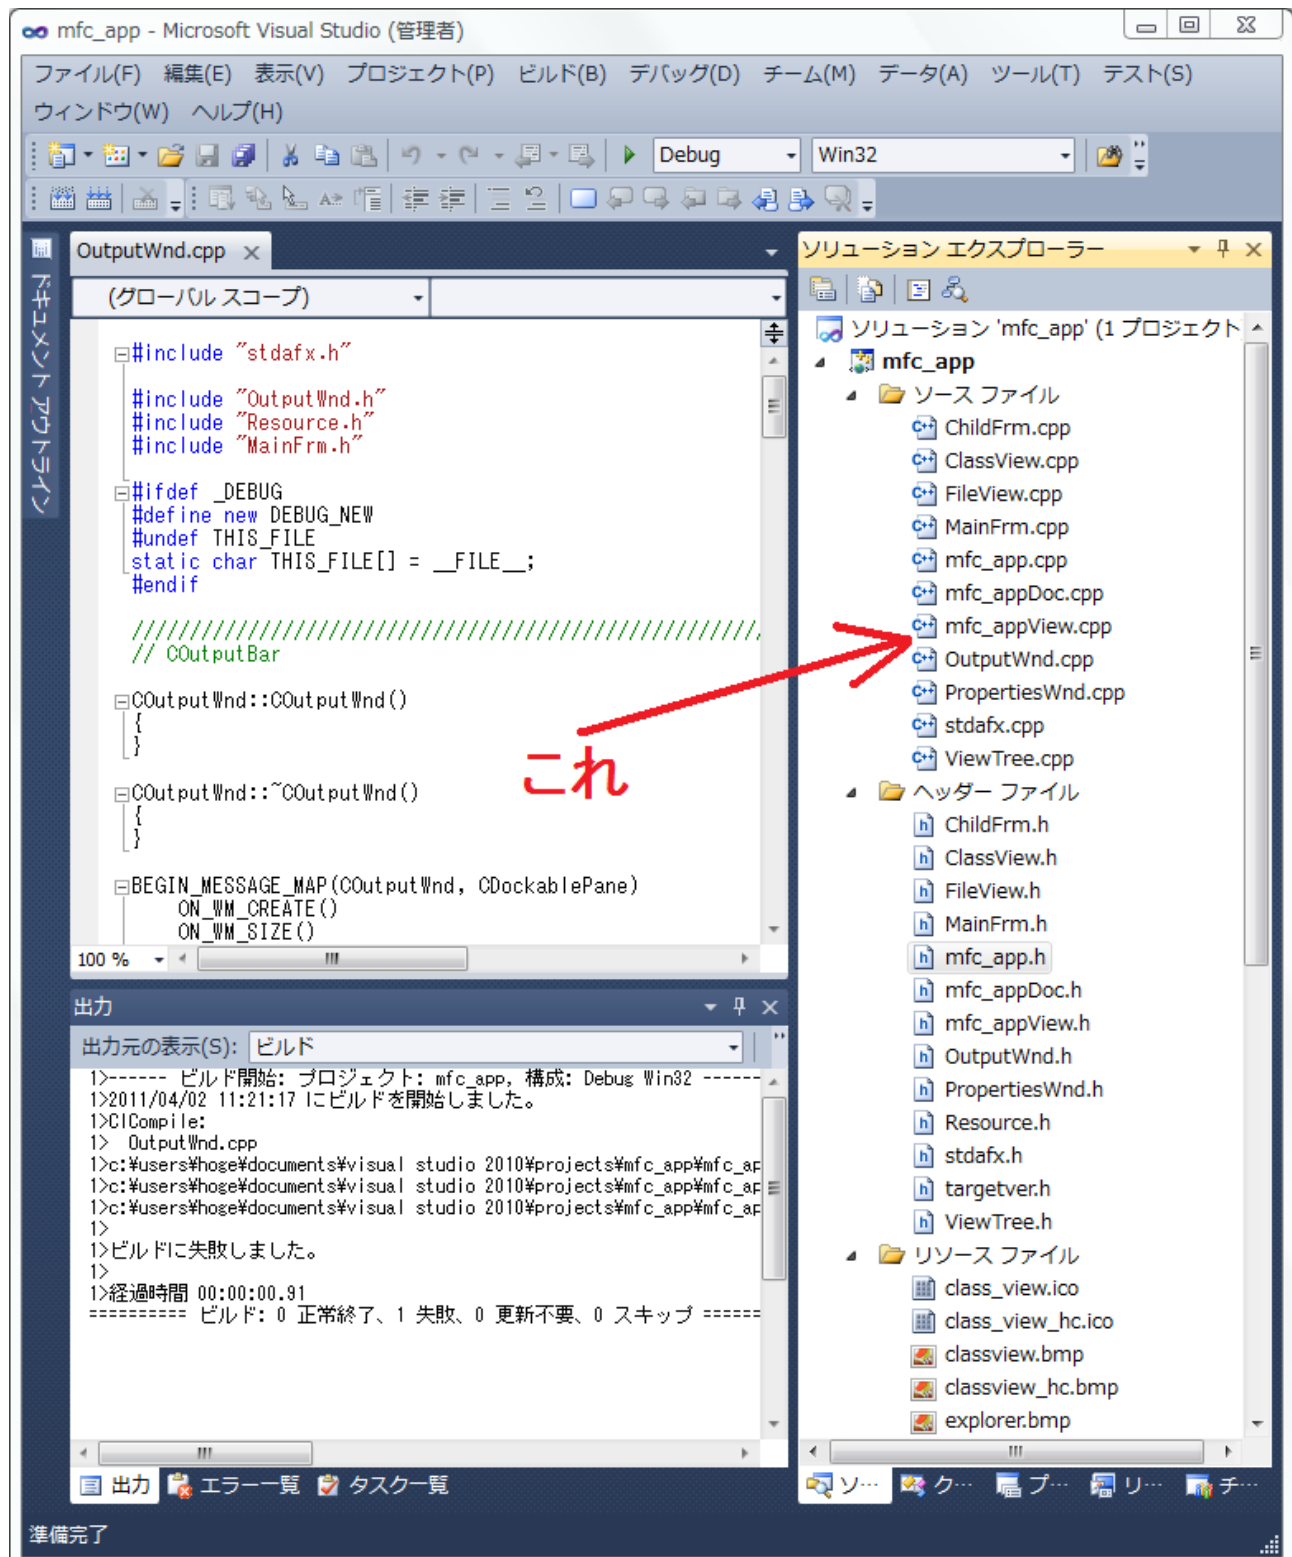 mfc_app - Microsoft Visual Studio (管理者)
ファイル(F) 編集(E) 表示(V) プロジェクト(P) ビルド(B) デバッグ(D) チーム(M) データ(A) ツール(T) テスト(S)
ウィンドウ(W) ヘルプ(H)
Debug Win32
ドキュメント アウトライン
OutputWnd.cpp
(グローバル スコープ)
#include "stdafx.h"
#include "OutputWnd.h"
#include "Resource.h"
#include "MainFrm.h"
#ifdef _DEBUG
#define new DEBUG_NEW
#undef THIS_FILE
static char THIS_FILE[] = __FILE__;
#endif
////////////////////////////////////////////////////////
// COutputBar
COutputWnd::COutputWnd()
{
}
COutputWnd::~COutputWnd()
{
}
BEGIN_MESSAGE_MAP(COutputWnd, CDockablePane)
ON_WM_CREATE()
ON_WM_SIZE()
100 %
これ
出力
出力元の表示(S): ビルド
1>------ ビルド開始: プロジェクト: mfc_app, 構成: Debug Win32 ------
1>2011/04/02 11:21:17 にビルドを開始しました。
1>ClCompile:
1>  OutputWnd.cpp
1>c:¥users¥hoge¥documents¥visual studio 2010¥projects¥mfc_app¥mfc_ap
1>c:¥users¥hoge¥documents¥visual studio 2010¥projects¥mfc_app¥mfc_ap
1>c:¥users¥hoge¥documents¥visual studio 2010¥projects¥mfc_app¥mfc_ap
1>
1>ビルドに失敗しました。
1>
1>経過時間 00:00:00.91
========== ビルド: 0 正常終了、1 失敗、0 更新不要、0 スキップ ======
出力 エラー一覧 タスク一覧
ソリューション エクスプローラー
ソリューション 'mfc_app' (1 プロジェクト
mfc_app
ソース ファイル
ChildFrm.cpp
ClassView.cpp
FileView.cpp
MainFrm.cpp
mfc_app.cpp
mfc_appDoc.cpp
mfc_appView.cpp
OutputWnd.cpp
PropertiesWnd.cpp
stdafx.cpp
ViewTree.cpp
ヘッダー ファイル
ChildFrm.h
ClassView.h
FileView.h
MainFrm.h
mfc_app.h
mfc_appDoc.h
mfc_appView.h
OutputWnd.h
PropertiesWnd.h
Resource.h
stdafx.h
targetver.h
ViewTree.h
リソース ファイル
class_view.ico
class_view_hc.ico
classview.bmp
classview_hc.bmp
explorer.bmp
ソ… ク… プ… リ… チ…
準備完了